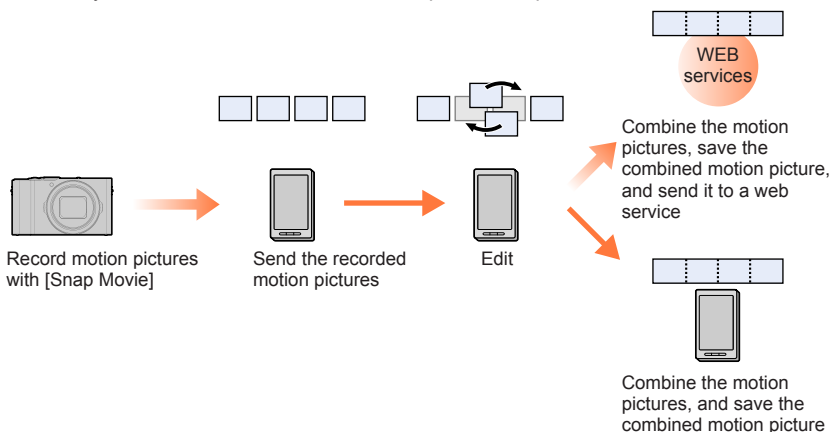 Record motion pictures
with [Snap Movie]
Send the recorded
motion pictures
Edit
WEB
services
Combine the motion
pictures, save the
combined motion picture,
and send it to a web
service
Combine the motion
pictures, and save the
combined motion picture